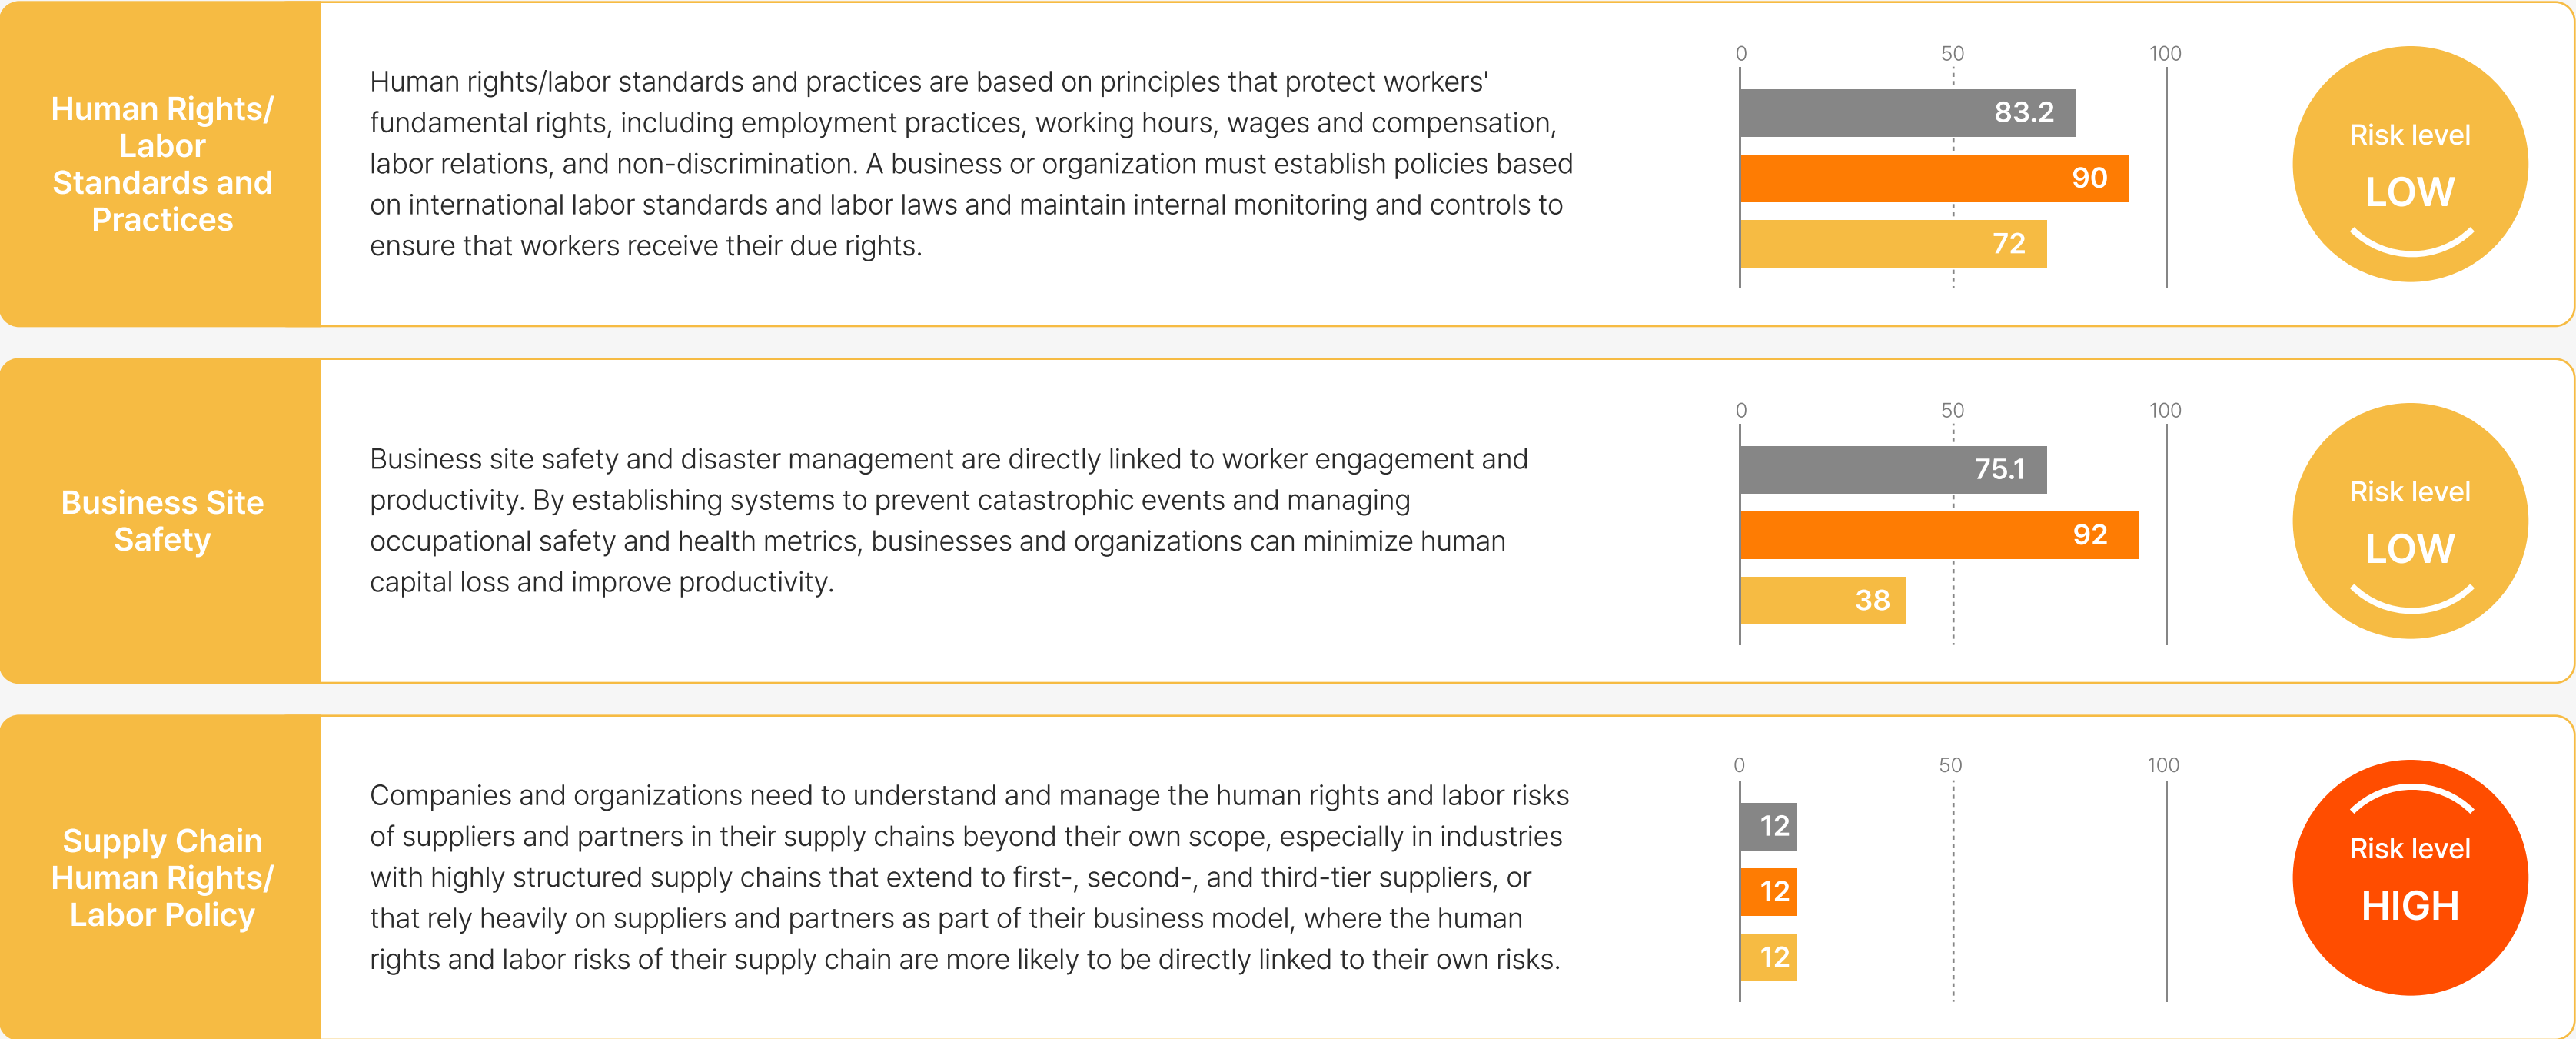 Human Rights/
Labor
Standards and
Practices
Human rights/labor standards and practices are based on principles that protect workers'
fundamental rights, including employment practices, working hours, wages and compensation,
labor relations, and non-discrimination. A business or organization must establish policies based
on international labor standards and labor laws and maintain internal monitoring and controls to
ensure that workers receive their due rights.
0 50 100
83.2
90
72
Risk level
LOW
Business Site
Safety
Business site safety and disaster management are directly linked to worker engagement and
productivity. By establishing systems to prevent catastrophic events and managing
occupational safety and health metrics, businesses and organizations can minimize human
capital loss and improve productivity.
0 50 100
75.1
92
38
Risk level
LOW
Supply Chain
Human Rights/
Labor Policy
Companies and organizations need to understand and manage the human rights and labor risks
of suppliers and partners in their supply chains beyond their own scope, especially in industries
with highly structured supply chains that extend to first-, second-, and third-tier suppliers, or
that rely heavily on suppliers and partners as part of their business model, where the human
rights and labor risks of their supply chain are more likely to be directly linked to their own risks.
0 50 100
12
12
12
Risk level
HIGH